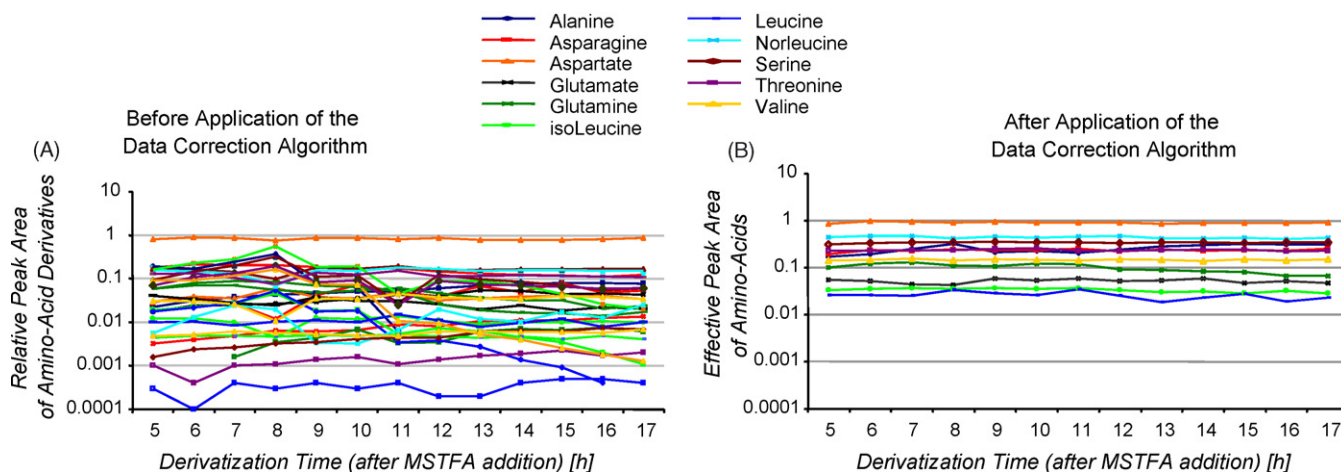 Alanine
Asparagine
Aspartate
Glutamate
Glutamine
isoLeucine
Leucine
Norleucine
Serine
Threonine
Valine
(A)
Before Application of the
Data Correction Algorithm
Relative Peak Area
of Amino-Acid Derivatives
10
1
0.1
0.01
0.001
0.0001
5 6 7 8 9 10 11 12 13 14 15 16 17
Derivatization Time (after MSTFA addition) [h]
(B)
After Application of the
Data Correction Algorithm
Effective Peak Area
of Amino-Acids
10
1
0.1
0.01
0.001
0.0001
5 6 7 8 9 10 11 12 13 14 15 16 17
Derivatization Time (after MSTFA addition) [h]